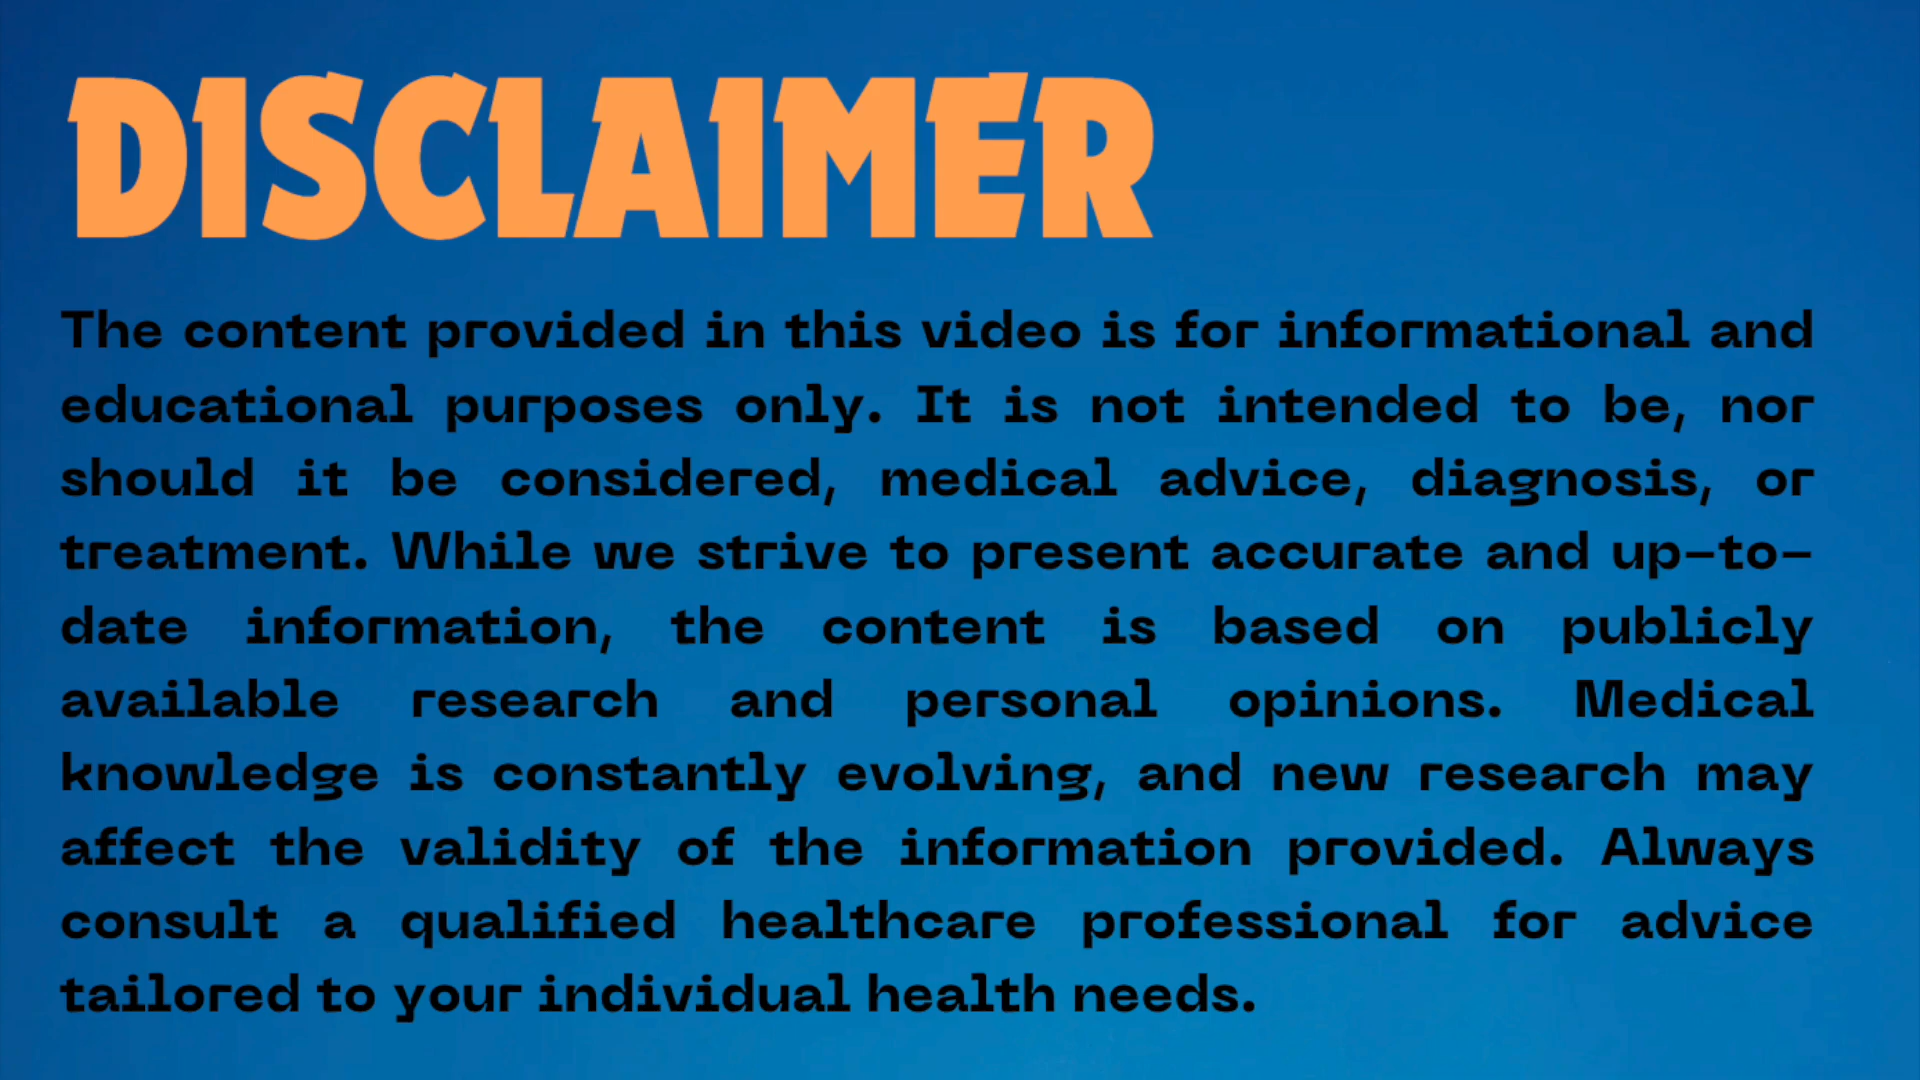 DISCLAIMER
The content provided in this video is for informational and
educational purposes only. It is not intended to be, nor
should it be considered, medical advice, diagnosis, or
treatment. While we strive to present accurate and up-to-
date information, the content is based on publicly
available research and personal opinions. Medical
knowledge is constantly evolving, and new research may
affect the validity of the information provided. Always
consult a qualified healthcare professional for advice
tailored to your individual health needs.